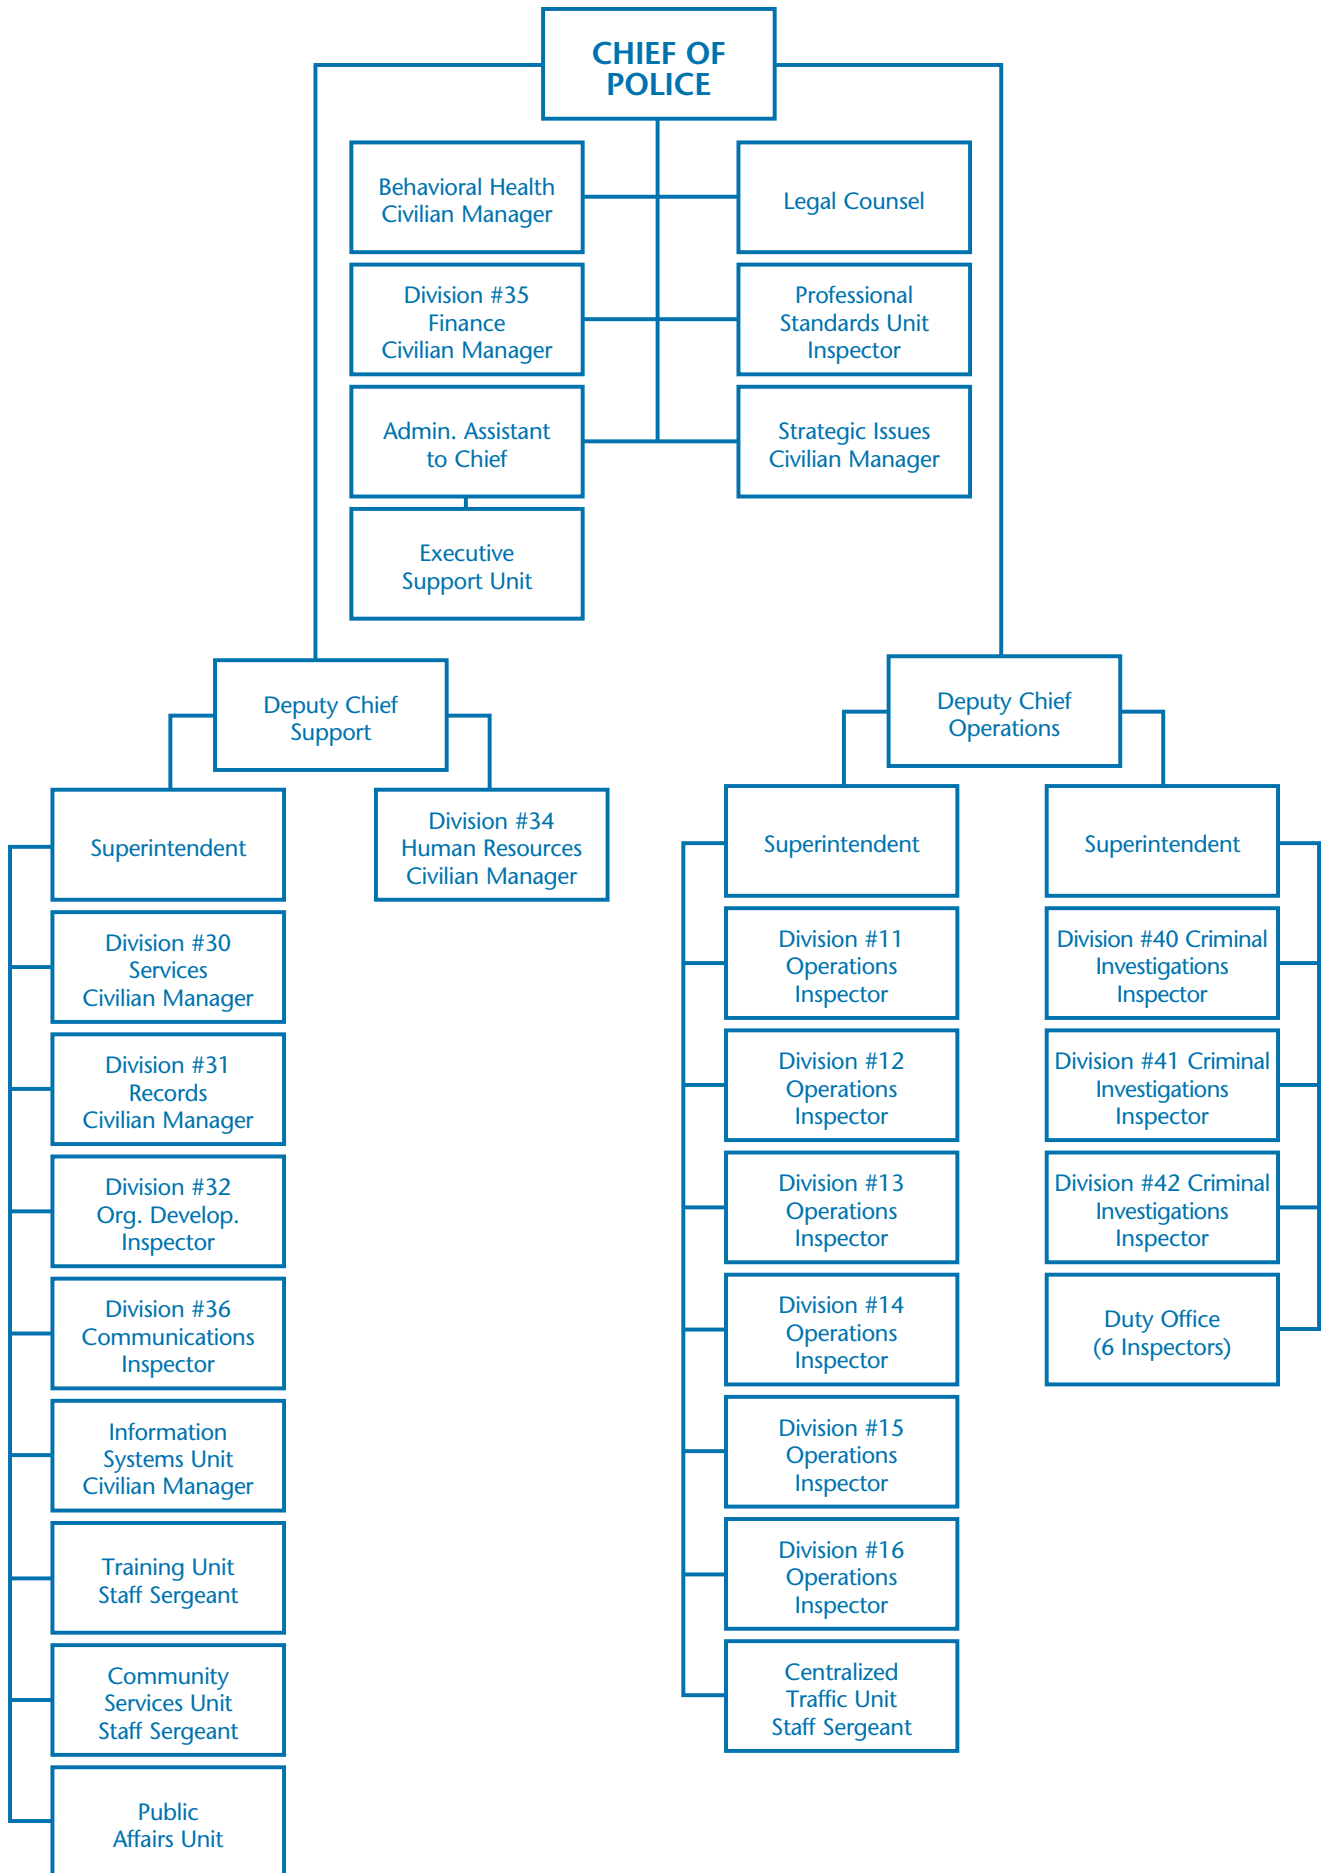 CHIEF OF
POLICE
Behavioral Health
Civilian Manager
Legal Counsel
Division #35
Finance
Civilian Manager
Professional
Standards Unit
Inspector
Admin. Assistant
to Chief
Strategic Issues
Civilian Manager
Executive
Support Unit
Deputy Chief
Support
Deputy Chief
Operations
Superintendent
Division #30
Services
Civilian Manager
Division #31
Records
Civilian Manager
Division #32
Org. Develop.
Inspector
Division #36
Communications
Inspector
Information
Systems Unit
Civilian Manager
Training Unit
Staff Sergeant
Community
Services Unit
Staff Sergeant
Public
Affairs Unit
Division #34
Human Resources
Civilian Manager
Superintendent
Division #11
Operations
Inspector
Division #12
Operations
Inspector
Division #13
Operations
Inspector
Division #14
Operations
Inspector
Division #15
Operations
Inspector
Division #16
Operations
Inspector
Centralized
Traffic Unit
Staff Sergeant
Superintendent
Division #40 Criminal
Investigations
Inspector
Division #41 Criminal
Investigations
Inspector
Division #42 Criminal
Investigations
Inspector
Duty Office
(6 Inspectors)